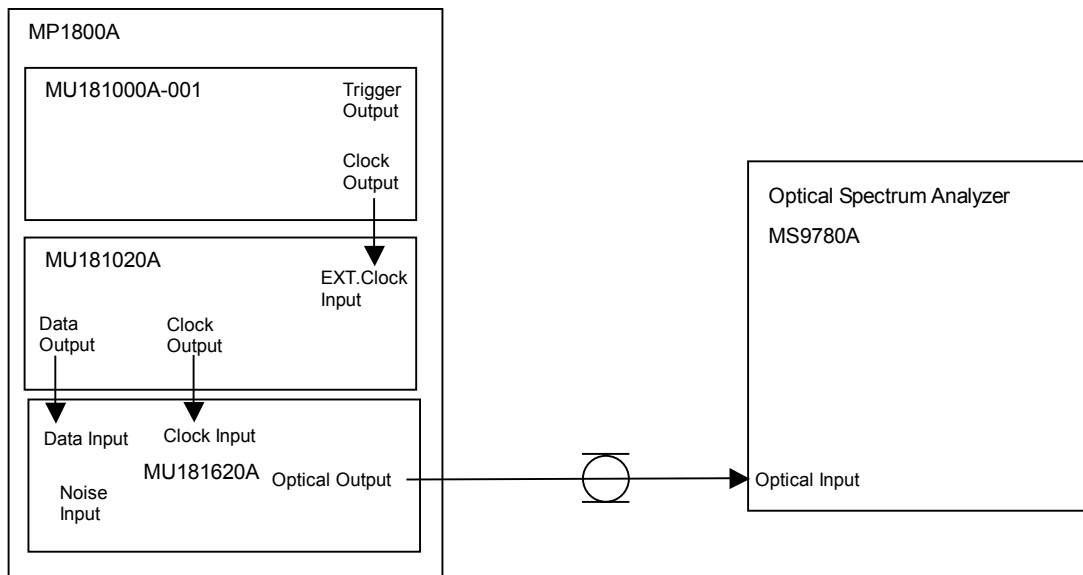 MP1800A
MU181000A-001
Trigger
Output
Clock
Output
MU181020A
EXT.Clock
Input
Data
Output
Clock
Output
Data Input
Clock Input
MU181620A
Optical Output
Noise
Input
Optical Spectrum Analyzer
MS9780A
Optical Input